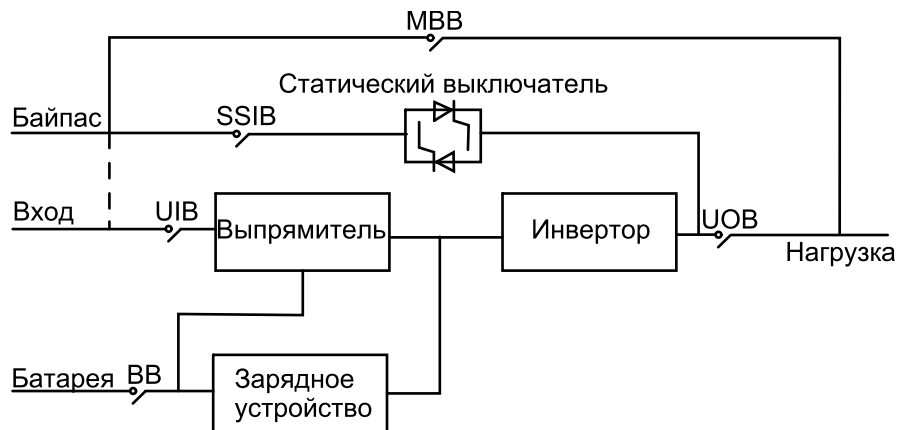 MBB
Статический выключатель
Байпас
SSIB
Вход
UIB
Выпрямитель
Инвертор
UOB
Нагрузка
Батарея
BB
Зарядное
устройство